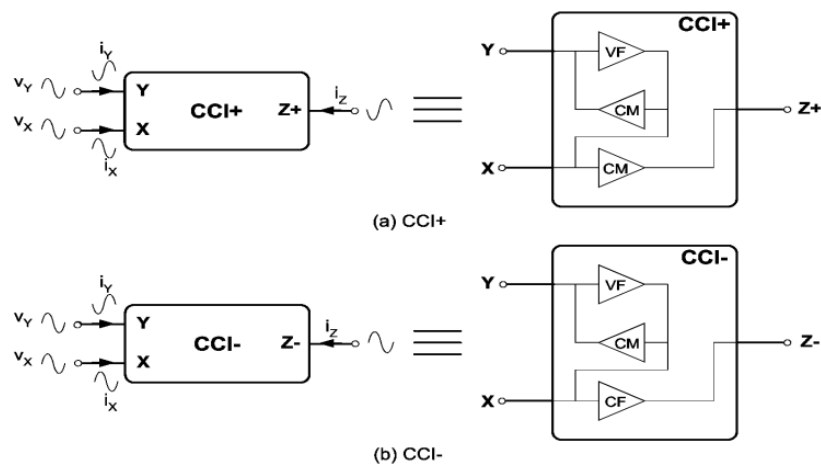 iY
vY
Y
CCI+
Z+
iZ
vX
X
iX
CCI+
Y
VF
CM
Z+
X
CM
(a) CCI+
iY
vY
Y
CCI-
Z-
iZ
vX
X
iX
CCI-
Y
VF
CM
Z-
X
CF
(b) CCI-